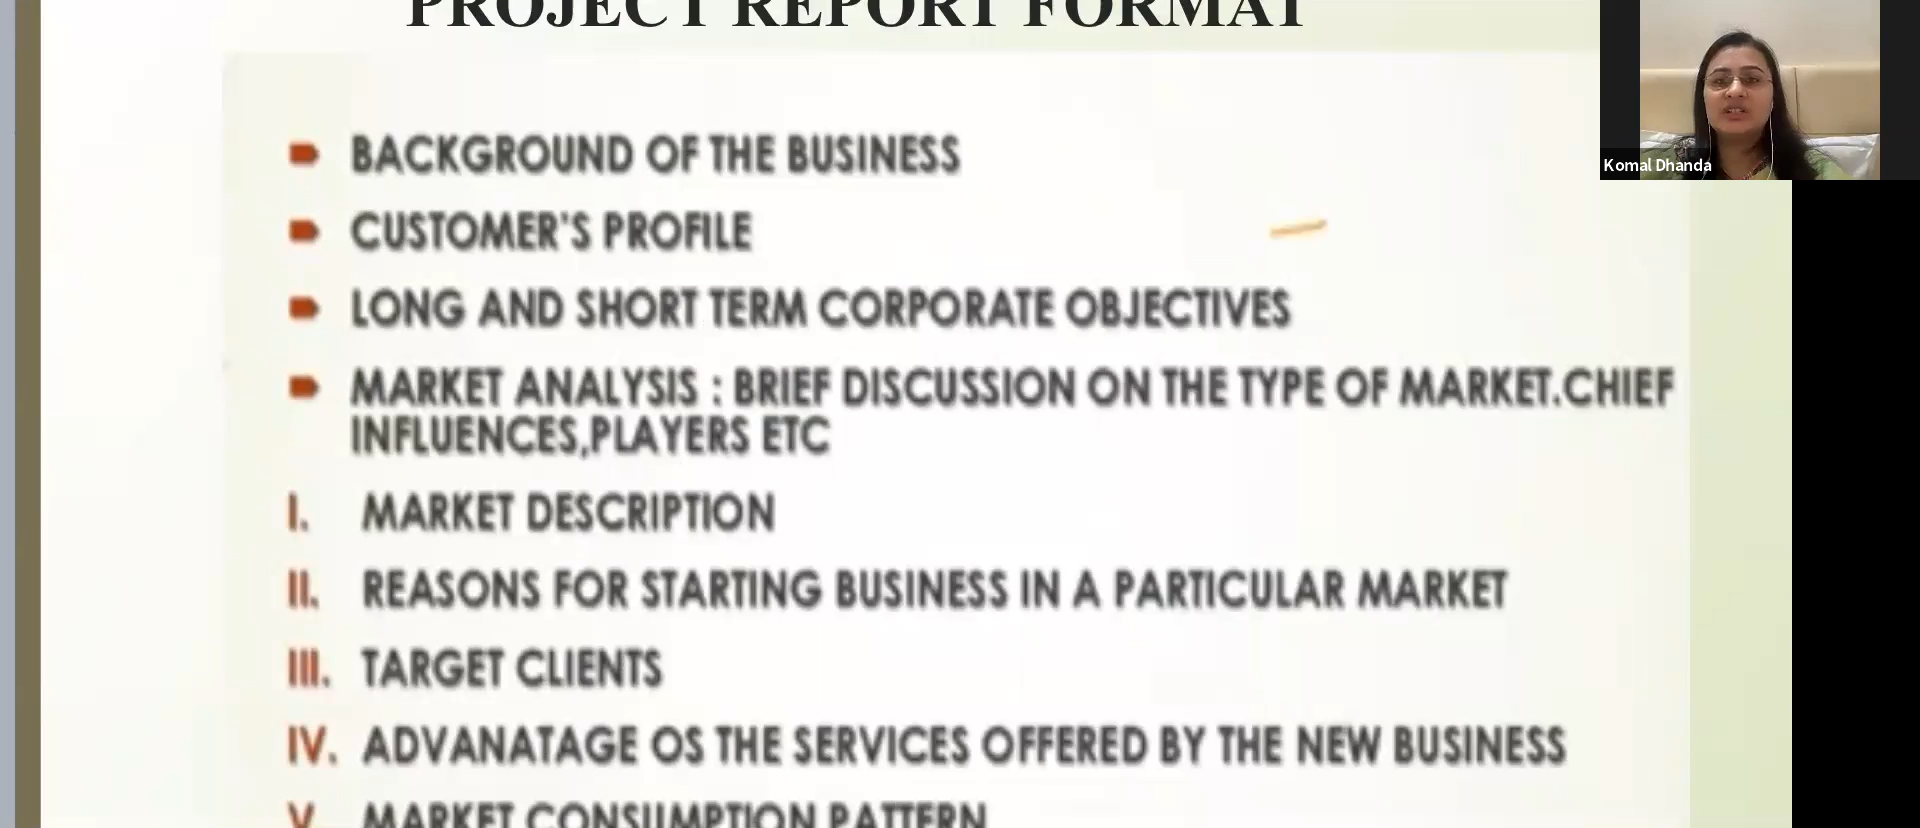 PROJECT REPORT FORMAT
BACKGROUND OF THE BUSINESS
CUSTOMER'S PROFILE
LONG AND SHORT TERM CORPORATE OBJECTIVES
MARKET ANALYSIS : BRIEF DISCUSSION ON THE TYPE OF MARKET.CHIEF
INFLUENCES,PLAYERS ETC
I. MARKET DESCRIPTION
II. REASONS FOR STARTING BUSINESS IN A PARTICULAR MARKET
III. TARGET CLIENTS
IV. ADVANATAGE OS THE SERVICES OFFERED BY THE NEW BUSINESS
V. MARKET CONSUMPTION PATTERN
Komal Dhanda